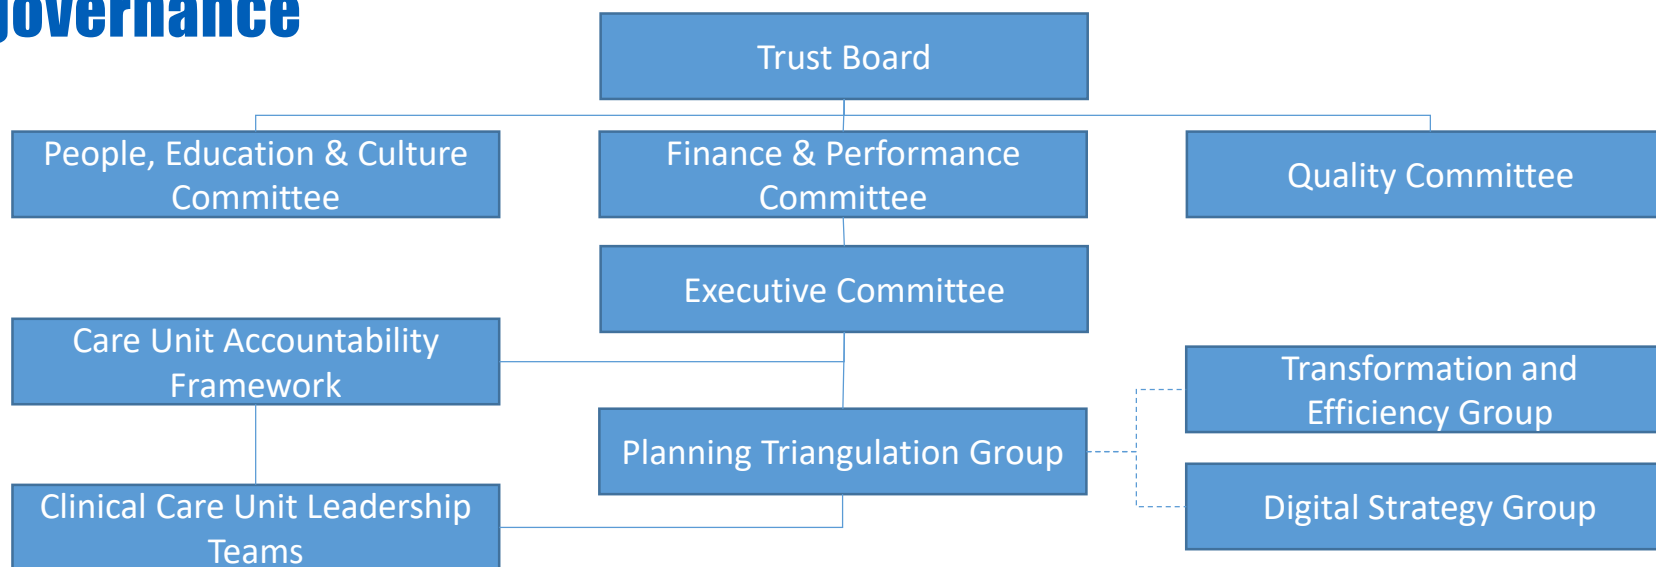 governance
Trust Board
People, Education & Culture
Committee
Finance & Performance
Committee
Quality Committee
Executive Committee
Care Unit Accountability
Framework
Transformation and
Efficiency Group
Planning Triangulation Group
Clinical Care Unit Leadership
Teams
Digital Strategy Group